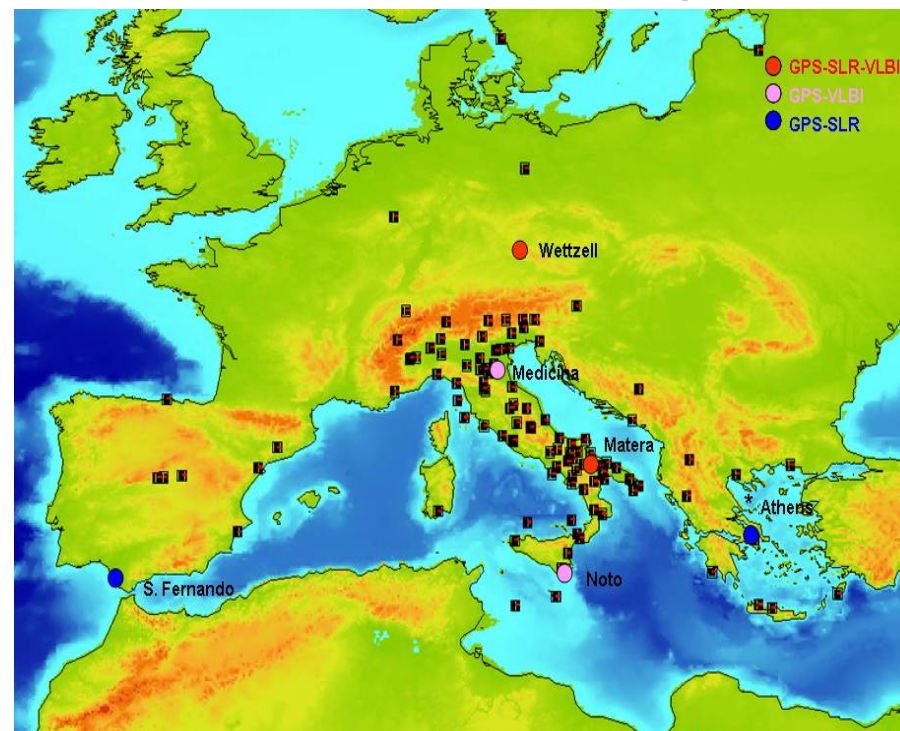 GPS-SLR-VLBI
GPS-VLBI
GPS-SLR
Wettzell
Medicina
Matera
*
Athens
S. Fernando
Noto